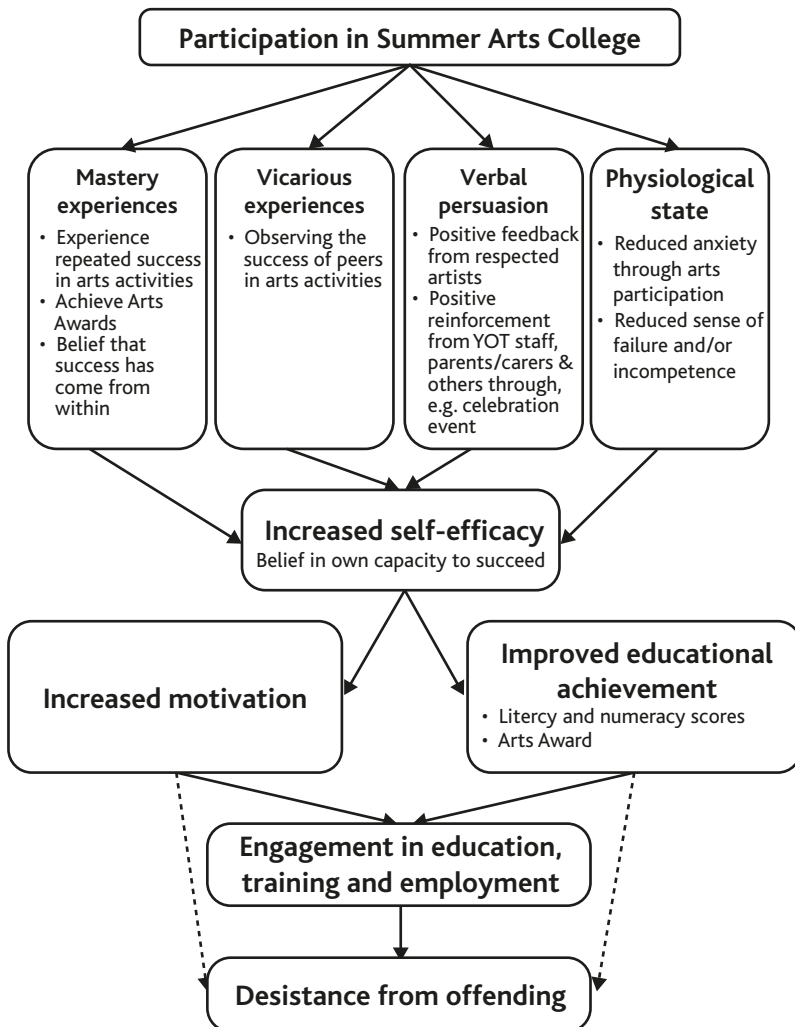 Participation in Summer Arts College
Mastery
experiences
• Experience
repeated success
in arts activities
• Achieve Arts
Awards
• Belief that
success has
come from
within
Vicarious
experiences
• Observing the
success of peers
in arts activities
Verbal
persuasion
• Positive feedback
from respected
artists
• Positive
reinforcement
from YOT staff,
parents/carers &
others through,
e.g. celebration
event
Physiological
state
• Reduced anxiety
through arts
participation
• Reduced sense of
failure and/or
incompetence
Increased self-efficacy
Belief in own capacity to succeed
Increased motivation
Improved educational
achievement
• Litercy and numeracy scores
• Arts Award
Engagement in education,
training and employment
Desistance from offending